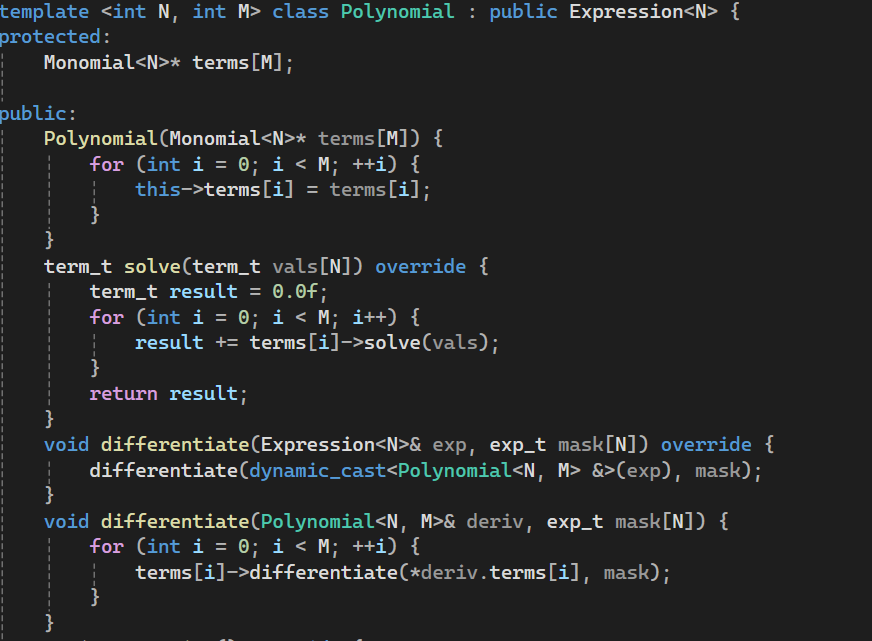 template <int N, int M> class Polynomial : public Expression<N> {
protected:
    Monomial<N>* terms[M];

public:
    Polynomial(Monomial<N>* terms[M]) {
        for (int i = 0; i < M; ++i) {
            this->terms[i] = terms[i];
        }
    }
    term_t solve(term_t vals[N]) override {
        term_t result = 0.0f;
        for (int i = 0; i < M; i++) {
            result += terms[i]->solve(vals);
        }
        return result;
    }
    void differentiate(Expression<N>& exp, exp_t mask[N]) override {
        differentiate(dynamic_cast<Polynomial<N, M> &>(exp), mask);
    }
    void differentiate(Polynomial<N, M>& deriv, exp_t mask[N]) {
        for (int i = 0; i < M; ++i) {
            terms[i]->differentiate(*deriv.terms[i], mask);
        }
    }